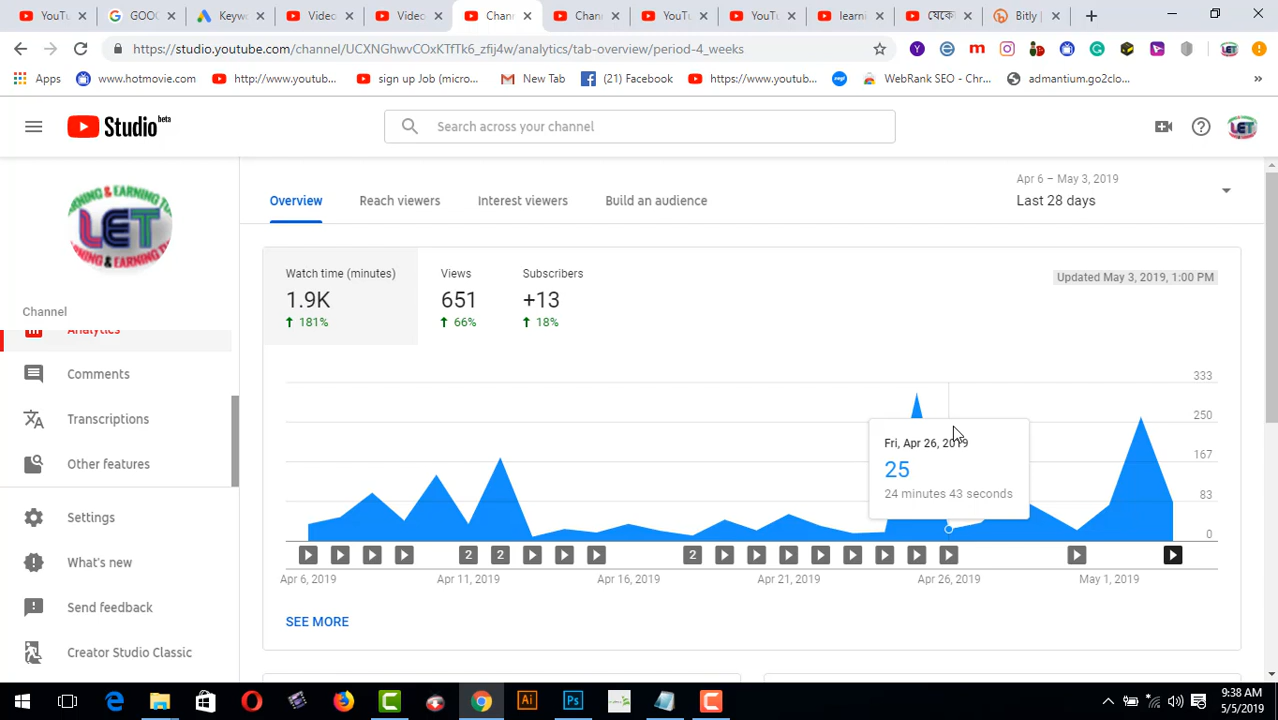 YouTu
GOOG
Keyw
Video
Video
Chann
Chann
YouTu
YouTu
learni
যেকো
Bitly |
https://studio.youtube.com/channel/UCXNGhwvCOxKTfTk6_zfij4w/analytics/tab-overview/period-4_weeks
Apps
www.hotmovie.com
http://www.youtub...
sign up Job (micro...
New Tab
(21) Facebook
https://www.youtub...
WebRank SEO - Chr...
admantium.go2clo...
»
Studio beta
Search across your channel
LET
Apr 6 – May 3, 2019
Last 28 days
Overview
Reach viewers
Interest viewers
Build an audience
LET
Channel
Analytics
Comments
Transcriptions
Other features
Settings
What's new
Send feedback
Creator Studio Classic
Watch time (minutes)
1.9K
181%
Views
651
66%
Subscribers
+13
18%
Updated May 3, 2019, 1:00 PM
333
250
167
83
0
Fri, Apr 26, 2019
25
24 minutes 43 seconds
2 2 2
Apr 6, 2019 Apr 11, 2019 Apr 16, 2019 Apr 21, 2019 Apr 26, 2019 May 1, 2019
SEE MORE
Ai
Ps
9:38 AM
5/5/2019